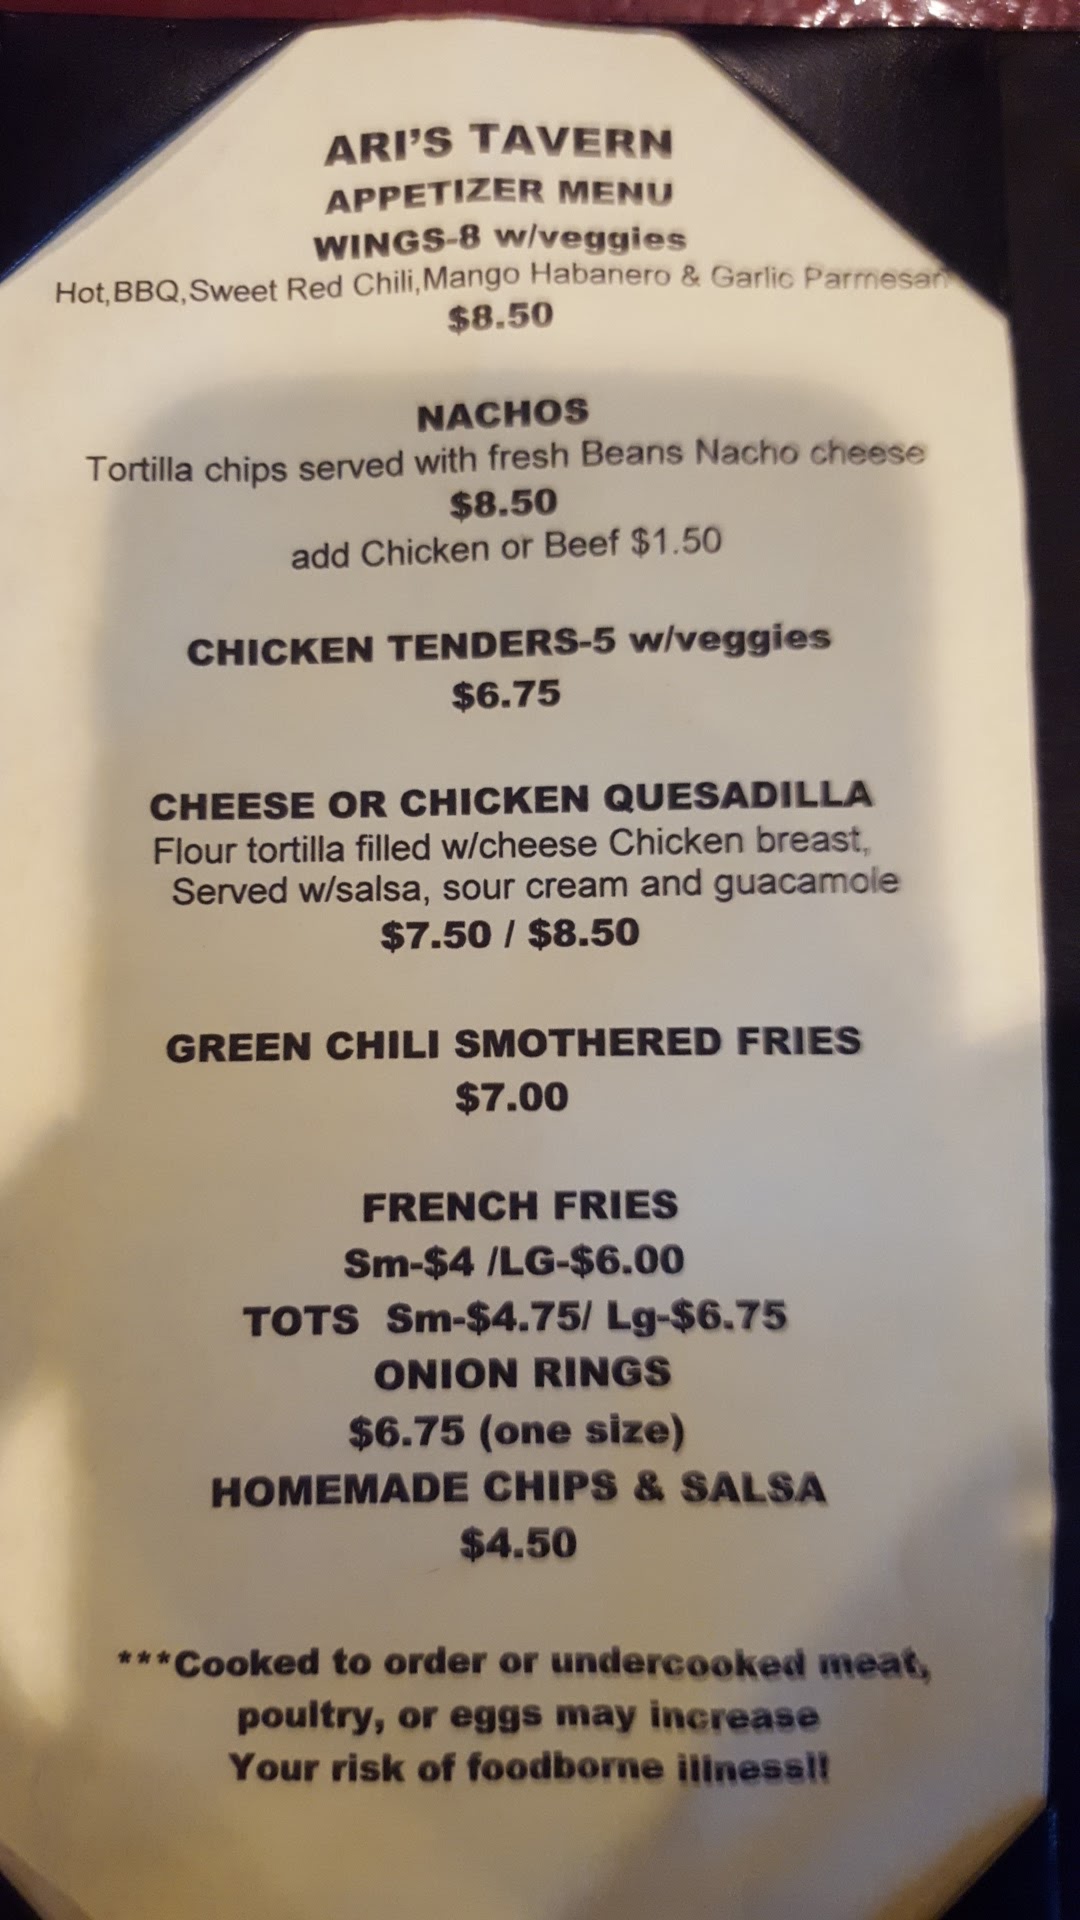 ARI'S TAVERN
APPETIZER MENU
WINGS-8 w/veggies
Hot,BBQ,Sweet Red Chili,Mango Habanero & Garlic Parmesan
$8.50
NACHOS
Tortilla chips served with fresh Beans Nacho cheese
$8.50
add Chicken or Beef $1.50
CHICKEN TENDERS-5 w/veggies
$6.75
CHEESE OR CHICKEN QUESADILLA
Flour tortilla filled w/cheese Chicken breast,
Served w/salsa, sour cream and guacamole
$7.50 / $8.50
GREEN CHILI SMOTHERED FRIES
$7.00
FRENCH FRIES
Sm-$4 /LG-$6.00
TOTS Sm-$4.75/ Lg-$6.75
ONION RINGS
$6.75 (one size)
HOMEMADE CHIPS & SALSA
$4.50
***Cooked to order or undercooked meat,
poultry, or eggs may increase
Your risk of foodborne illness!!